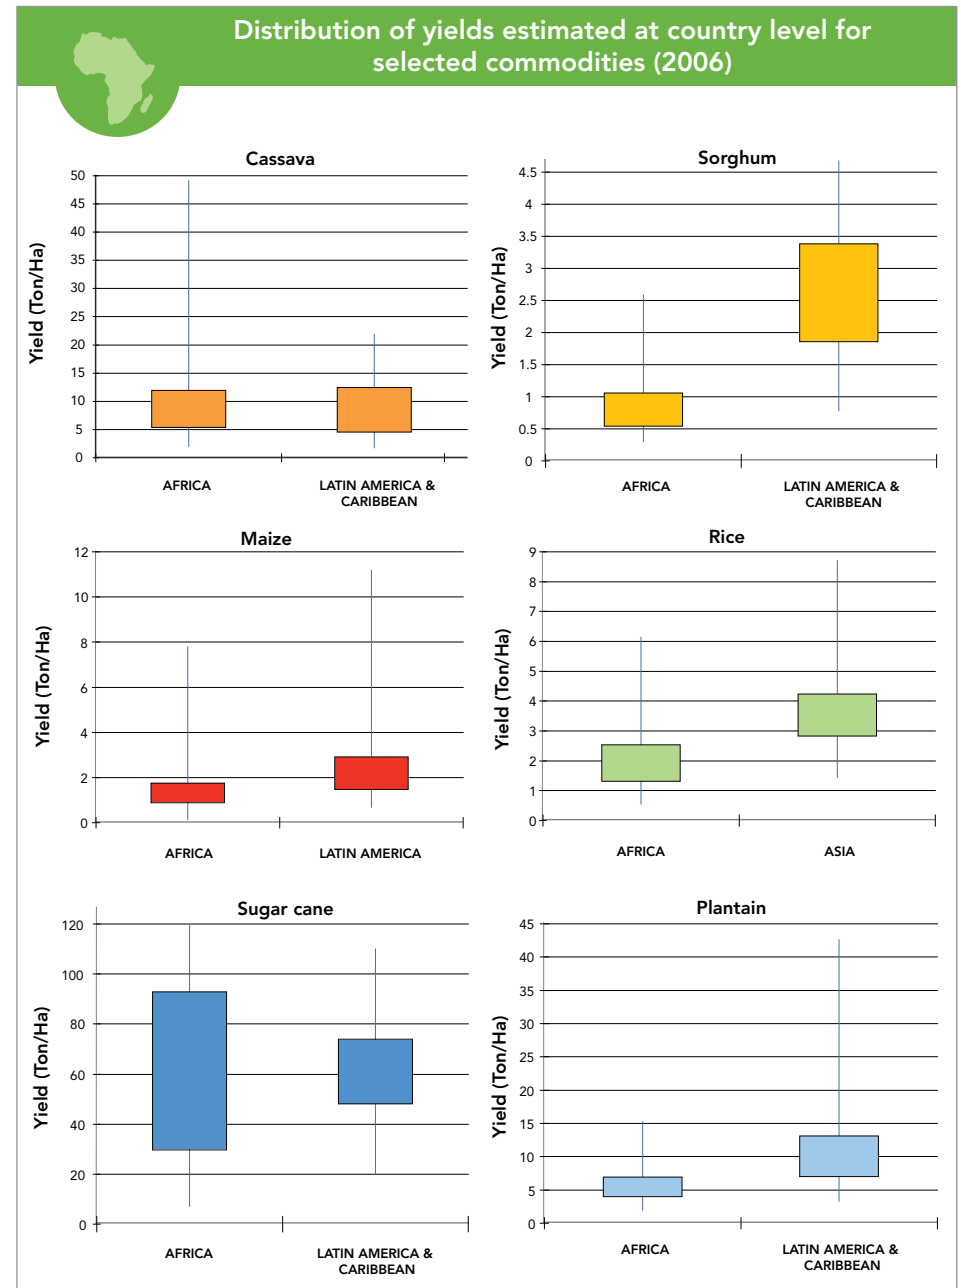 Distribution of yields estimated at country level for
selected commodities (2006)
Cassava
Yield (Ton/Ha)
50
45
40
35
30
25
20
15
10
5
0
AFRICA
LATIN AMERICA &
CARIBBEAN
Sorghum
Yield (Ton/Ha)
4.5
4
3.5
3
2.5
2
1.5
1
0.5
0
AFRICA
LATIN AMERICA &
CARIBBEAN
Maize
Yield (Ton/Ha)
12
10
8
6
4
2
0
AFRICA
LATIN AMERICA
Rice
Yield (Ton/Ha)
9
8
7
6
5
4
3
2
1
0
AFRICA
ASIA
Sugar cane
Yield (Ton/Ha)
120
100
80
60
40
20
0
AFRICA
LATIN AMERICA &
CARIBBEAN
Plantain
Yield (Ton/Ha)
45
40
35
30
25
20
15
10
5
0
AFRICA
LATIN AMERICA &
CARIBBEAN